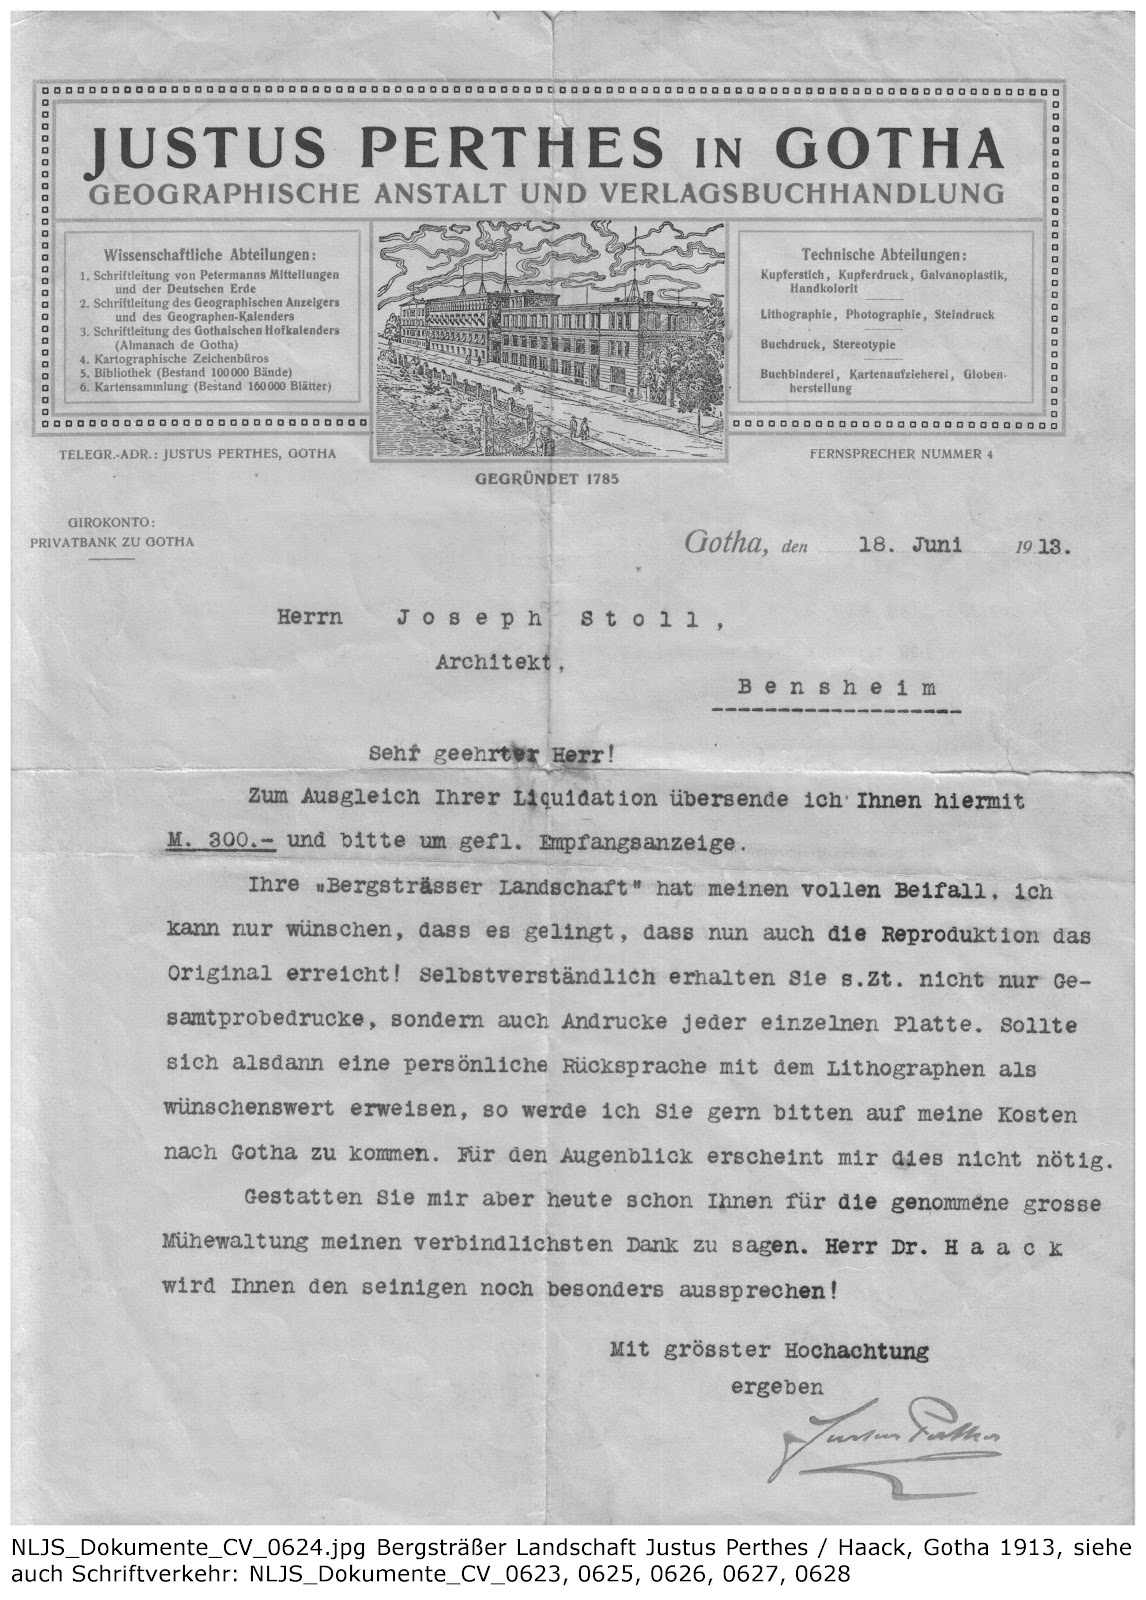 JUSTUS PERTHES IN GOTHA
GEOGRAPHISCHE ANSTALT UND VERLAGSBUCHHANDLUNG
Wissenschaftliche Abteilungen:
1. Schriftleitung von Petermanns Mitteilungen
und der Deutschen Erde
2. Schriftleitung des Geographischen Anzeigers
und des Geographen-Kalenders
3. Schriftleitung des Gothaischen Hofkalenders
(Almanach de Gotha)
4. Kartographische Zeichenbüros
5. Bibliothek (Bestand 100000 Bände)
6. Kartensammlung (Bestand 160000 Blätter)
Technische Abteilungen:
Kupferstich, Kupferdruck, Galvanoplastik,
Handkolorit
Lithographie, Photographie, Steindruck
Buchdruck, Stereotypie
Buchbinderei, Kartenaufzieherei, Globen-
herstellung
TELEGR.-ADR.: JUSTUS PERTHES, GOTHA
FERNSPRECHER NUMMER 4
GEGRÜNDET 1785
GIROKONTO:
PRIVATBANK ZU GOTHA
Gotha, den 18. Juni 1913.
Herrn Joseph Stoll,
Architekt,
Bensheim
Sehr geehrter Herr!
Zum Ausgleich Ihrer Liquidation übersende ich Ihnen hiermit
M. 300.- und bitte um gefl. Empfangsanzeige.
Ihre „Bergsträsser Landschaft" hat meinen vollen Beifall, ich
kann nur wünschen, dass es gelingt, dass nun auch die Reproduktion das
Original erreicht! Selbstverständlich erhalten Sie s.Zt. nicht nur Ge-
samtprobedrucke, sondern auch Andrucke jeder einzelnen Platte. Sollte
sich alsdann eine persönliche Rücksprache mit dem Lithographen als
wünschenswert erweisen, so werde ich Sie gern bitten auf meine Kosten
nach Gotha zu kommen. Für den Augenblick erscheint mir dies nicht nötig.
Gestatten Sie mir aber heute schon Ihnen für die genommene grosse
Mühewaltung meinen verbindlichsten Dank zu sagen. Herr Dr. Haack
wird Ihnen den seinigen noch besonders aussprechen!
Mit grösster Hochachtung
ergeben
Justus Perthes
NLJS_Dokumente_CV_0624.jpg Bergsträßer Landschaft Justus Perthes / Haack, Gotha 1913, siehe
auch Schriftverkehr: NLJS_Dokumente_CV_0623, 0625, 0626, 0627, 0628